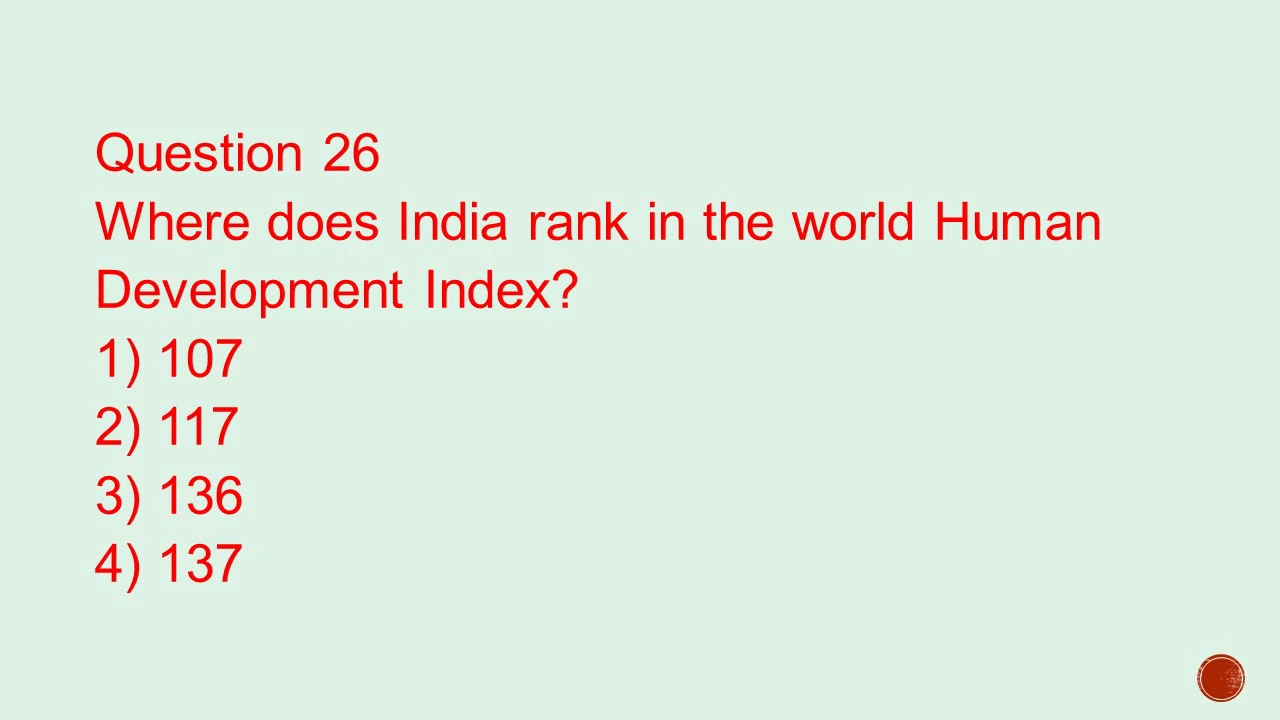 Question 26
Where does India rank in the world Human
Development Index?
1) 107
2) 117
3) 136
4) 137